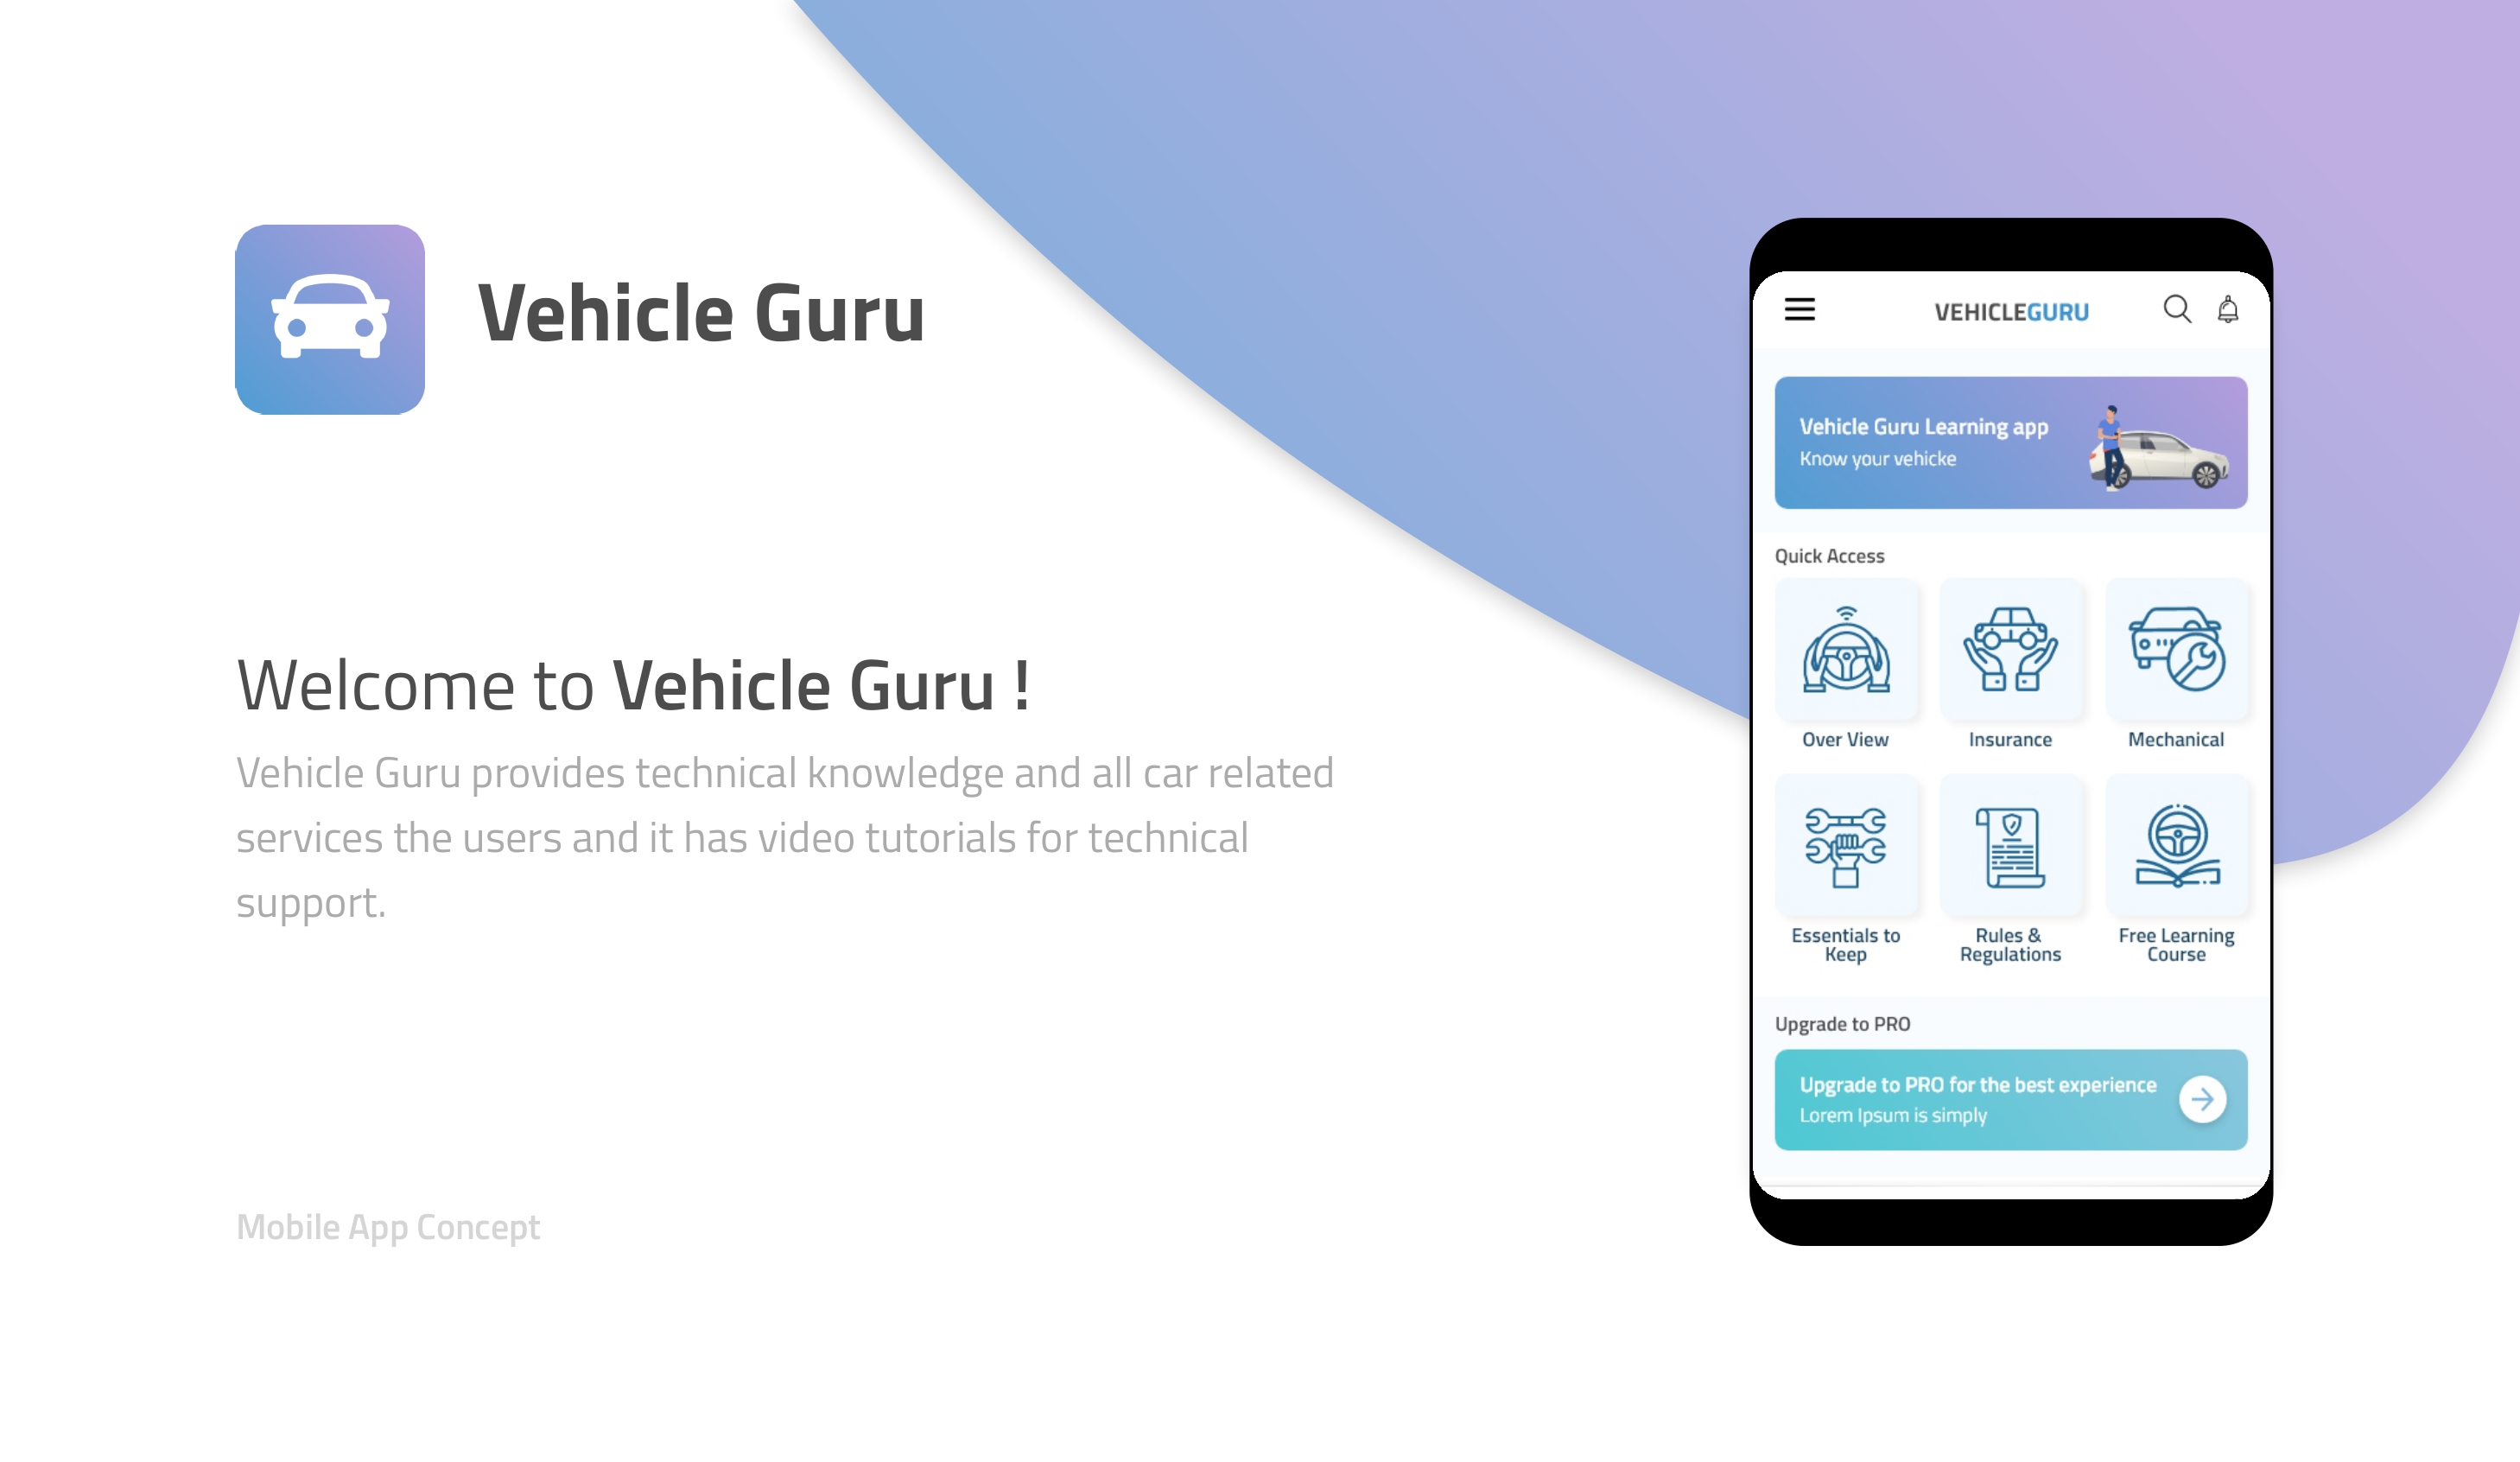 Vehicle Guru
Welcome to Vehicle Guru !
Vehicle Guru provides technical knowledge and all car related
services the users and it has video tutorials for technical
support.
Mobile App Concept
VEHICLEGURU
Vehicle Guru Learning app
Know your vehicke
Quick Access
Over View
Insurance
Mechanical
Essentials to
Keep
Rules &
Regulations
Free Learning
Course
Upgrade to PRO
Upgrade to PRO for the best experience
Lorem Ipsum is simply